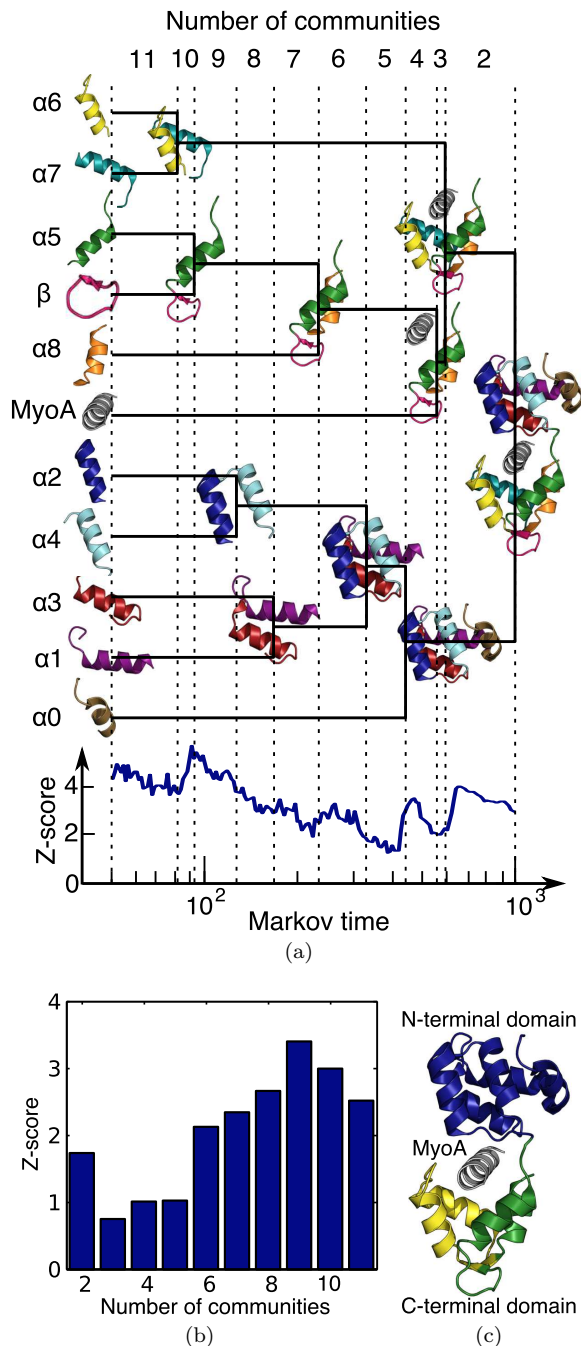 Number of communities
11 10 9 8 7 6 5 4 3 2
α6
α7
α5
β
α8
MyoA
α2
α4
α3
α1
α0
Z-score
4
2
0
10² 10³
Markov time
(a)
Z-score
4
3
2
1
0
2 4 6 8 10
Number of communities
(b)
N-terminal domain
MyoA
C-terminal domain
(c)